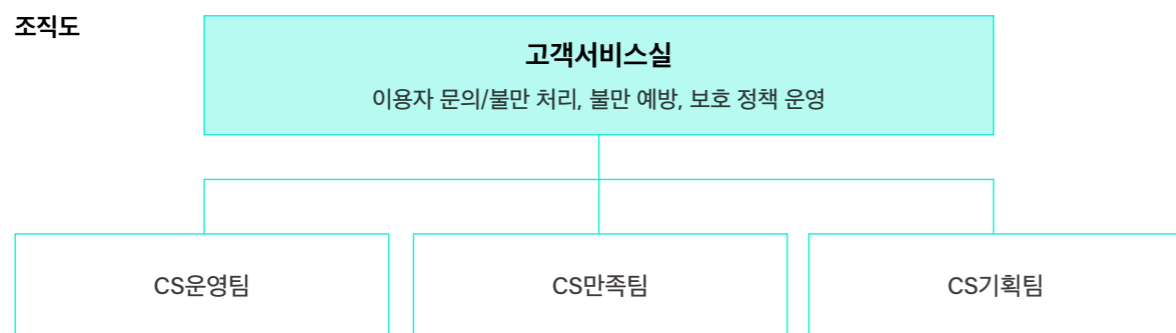 조직도
고객서비스실
이용자 문의/불만 처리, 불만 예방, 보호 정책 운영
CS운영팀
CS만족팀
CS기획팀